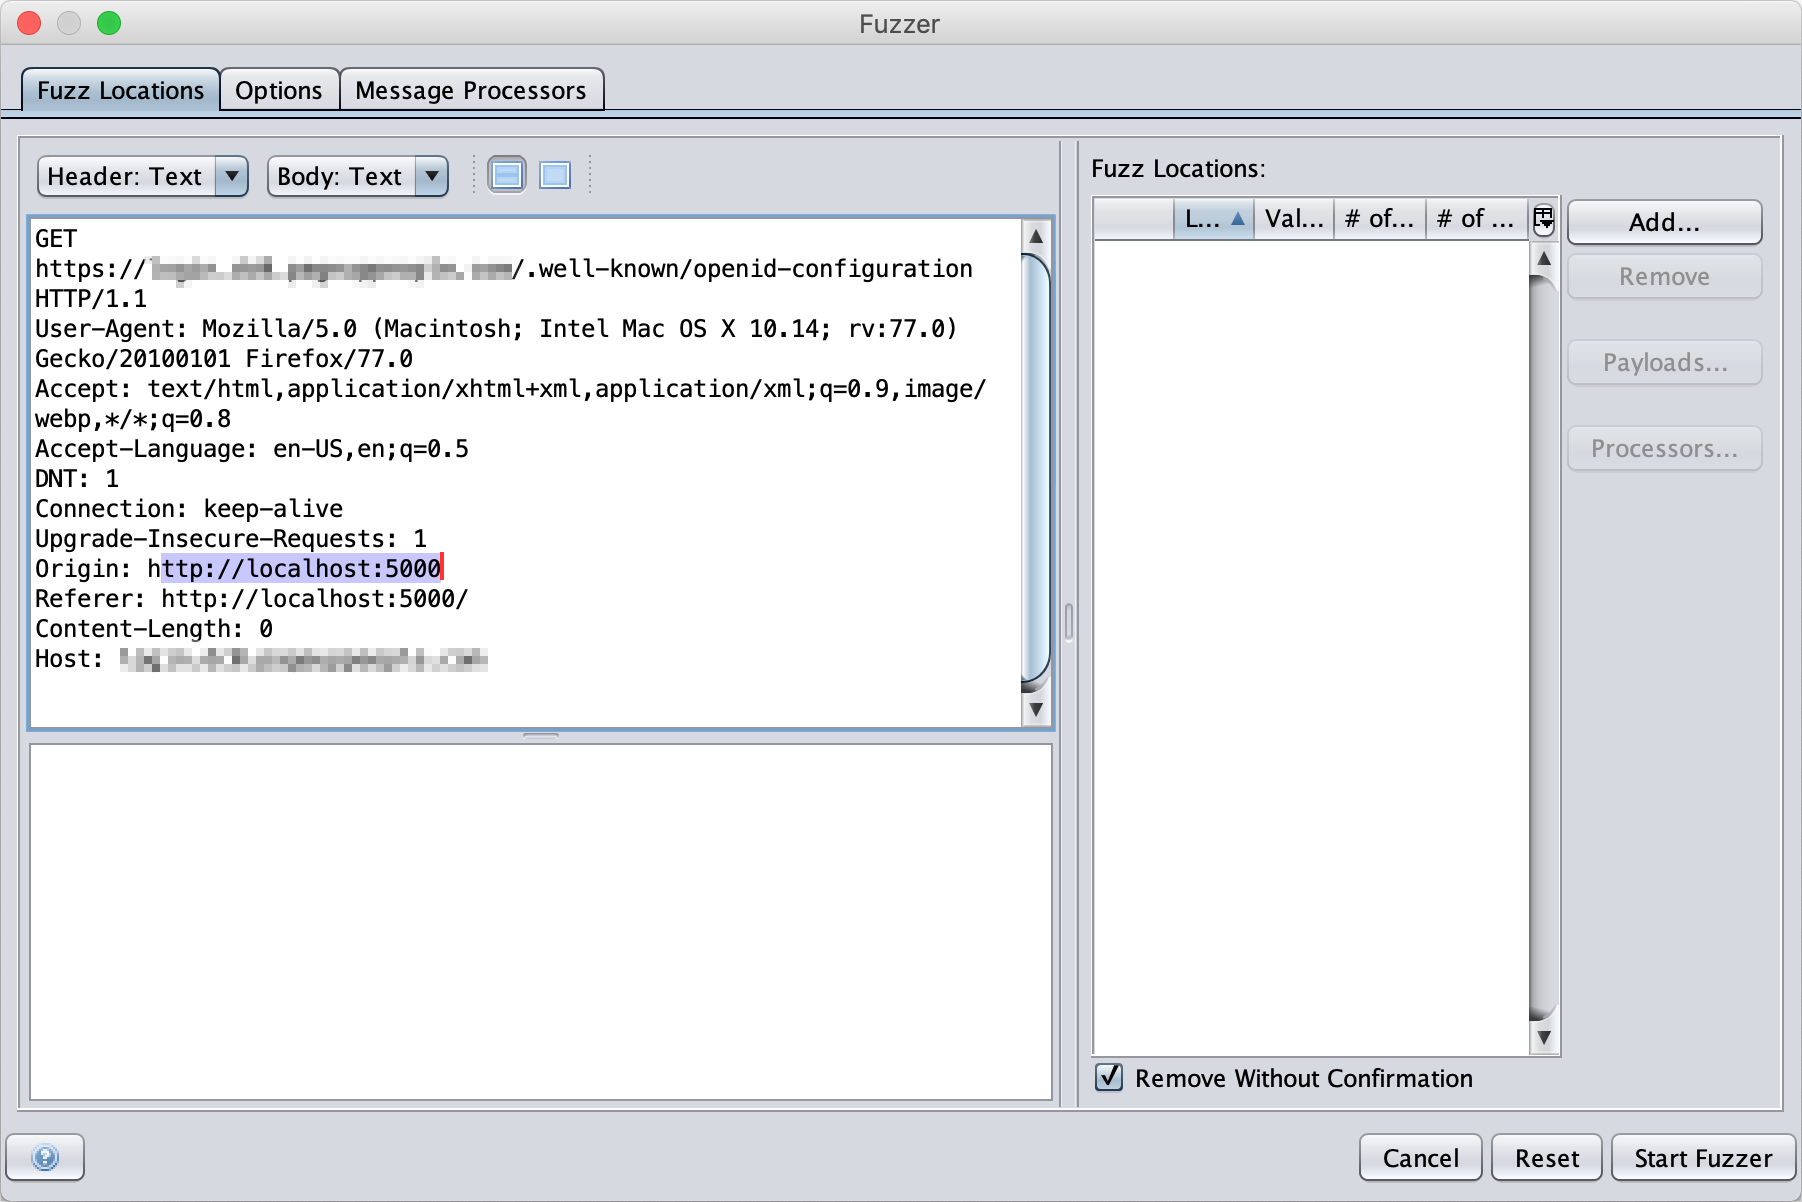 Fuzzer
Fuzz Locations
Options
Message Processors
Header: Text
Body: Text
GET
https:///.well-known/openid-configuration
HTTP/1.1
User-Agent: Mozilla/5.0 (Macintosh; Intel Mac OS X 10.14; rv:77.0)
Gecko/20100101 Firefox/77.0
Accept: text/html,application/xhtml+xml,application/xml;q=0.9,image/
webp,*/*;q=0.8
Accept-Language: en-US,en;q=0.5
DNT: 1
Connection: keep-alive
Upgrade-Insecure-Requests: 1
Origin: http://localhost:5000
Referer: http://localhost:5000/
Content-Length: 0
Host:
Fuzz Locations:
L...
Val...
# of...
# of ...
Add...
Remove
Payloads...
Processors...
Remove Without Confirmation
?
Cancel
Reset
Start Fuzzer